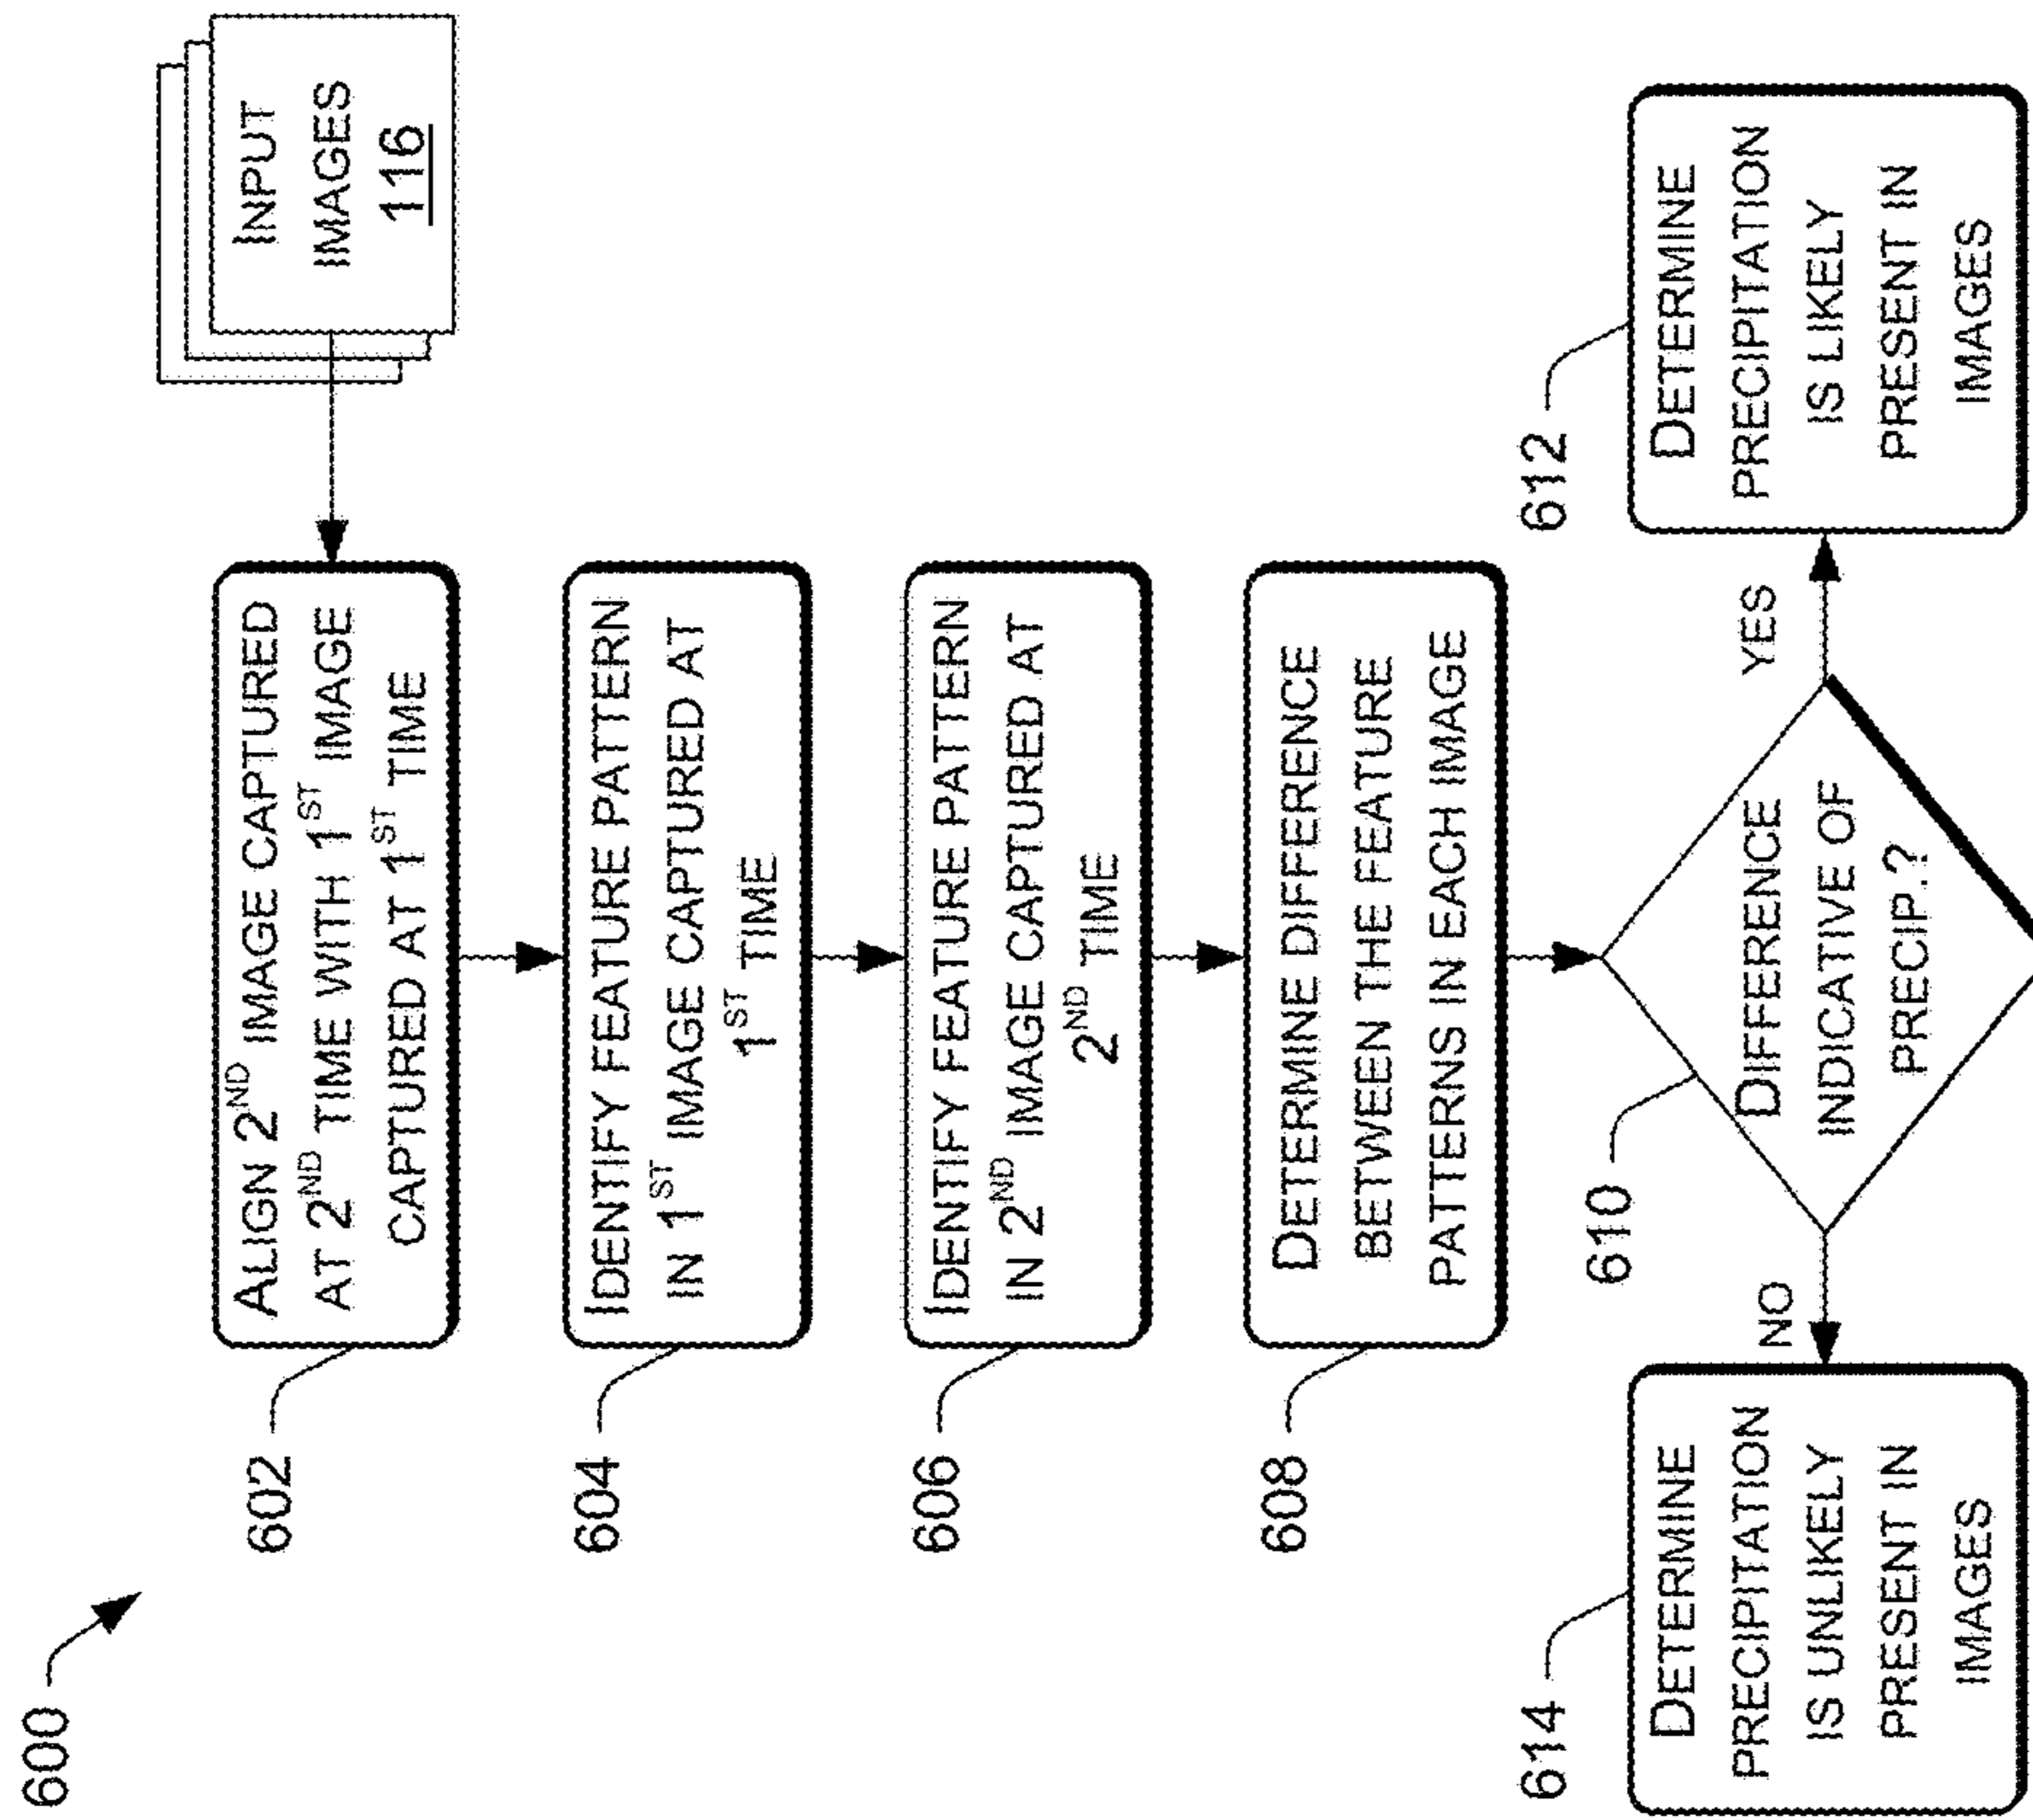 600
INPUT
IMAGES
116
602
ALIGN 2ND IMAGE CAPTURED
AT 2ND TIME WITH 1ST IMAGE
CAPTURED AT 1ST TIME
604
IDENTIFY FEATURE PATTERN
IN 1ST IMAGE CAPTURED AT
1ST TIME
606
IDENTIFY FEATURE PATTERN
IN 2ND IMAGE CAPTURED AT
2ND TIME
608
DETERMINE DIFFERENCE
BETWEEN THE FEATURE
PATTERNS IN EACH IMAGE
610
DIFFERENCE
INDICATIVE OF
PRECIP.?
NO
YES
614
DETERMINE
PRECIPITATION
IS UNLIKELY
PRESENT IN
IMAGES
612
DETERMINE
PRECIPITATION
IS LIKELY
PRESENT IN
IMAGES